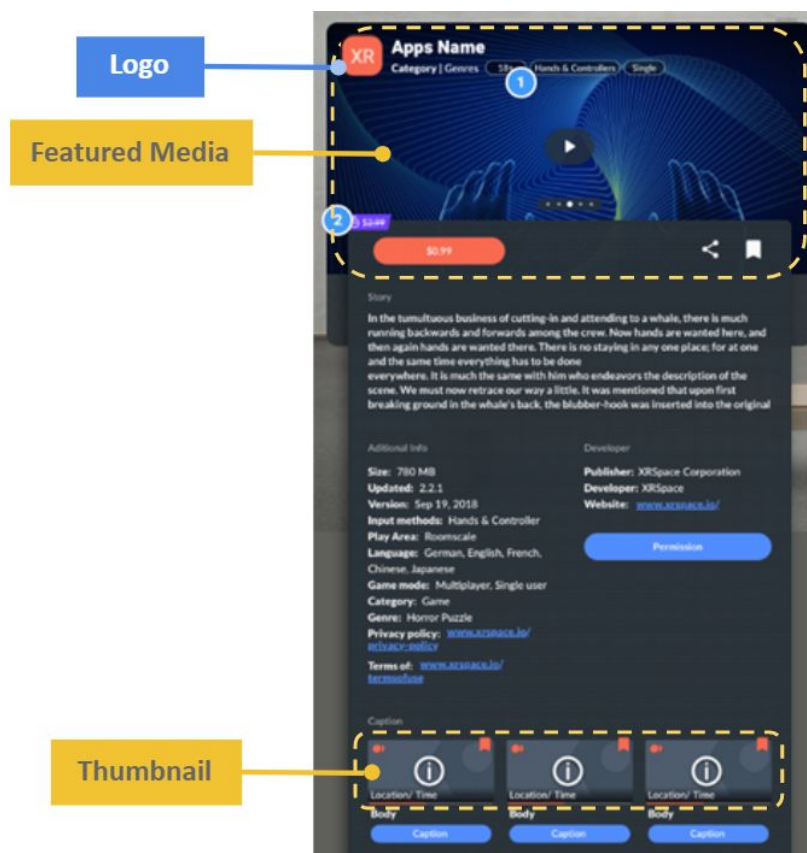 Logo
Featured Media
Thumbnail
XR
Apps Name
Category | Genres
18+
Hands & Controllers
Single
1
2
$2.99
$0.99
Story
In the tumultuous business of cutting-in and attending to a whale, there is much
running backwards and forwards among the crew. Now hands are wanted here, and
then again hands are wanted there. There is no staying in any one place; for at one
and the same time everything has to be done
everywhere. It is much the same with him who endeavors the description of the
scene. We must now retrace our way a little. It was mentioned that upon first
breaking ground in the whale's back, the blubber-hook was inserted into the original
Aditional Info
Size: 780 MB
Updated: 2.2.1
Version: Sep 19, 2018
Input methods: Hands & Controller
Play Area: Roomscale
Language: German, English, French,
Chinese, Japanese
Game mode: Multiplayer, Single user
Category: Game
Genre: Horror Puzzle
Privacy policy: www.xrspace.io/
privacy-policy
Terms of: www.xrspace.io/
termsofuse
Developer
Publisher: XRSpace Corporation
Developer: XRSpace
Website: www.xrspace.io/
Permission
Caption
Location/ Time
Body
Caption
Location/ Time
Body
Caption
Location/ Time
Body
Caption